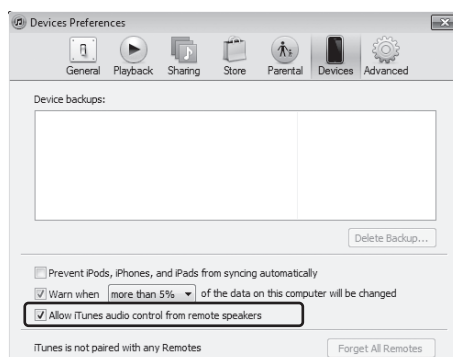 Devices Preferences
General Playback Sharing Store Parental Devices Advanced
Device backups:
Delete Backup...
Prevent iPods, iPhones, and iPads from syncing automatically
Warn when more than 5% of the data on this computer will be changed
Allow iTunes audio control from remote speakers
iTunes is not paired with any Remotes Forget All Remotes